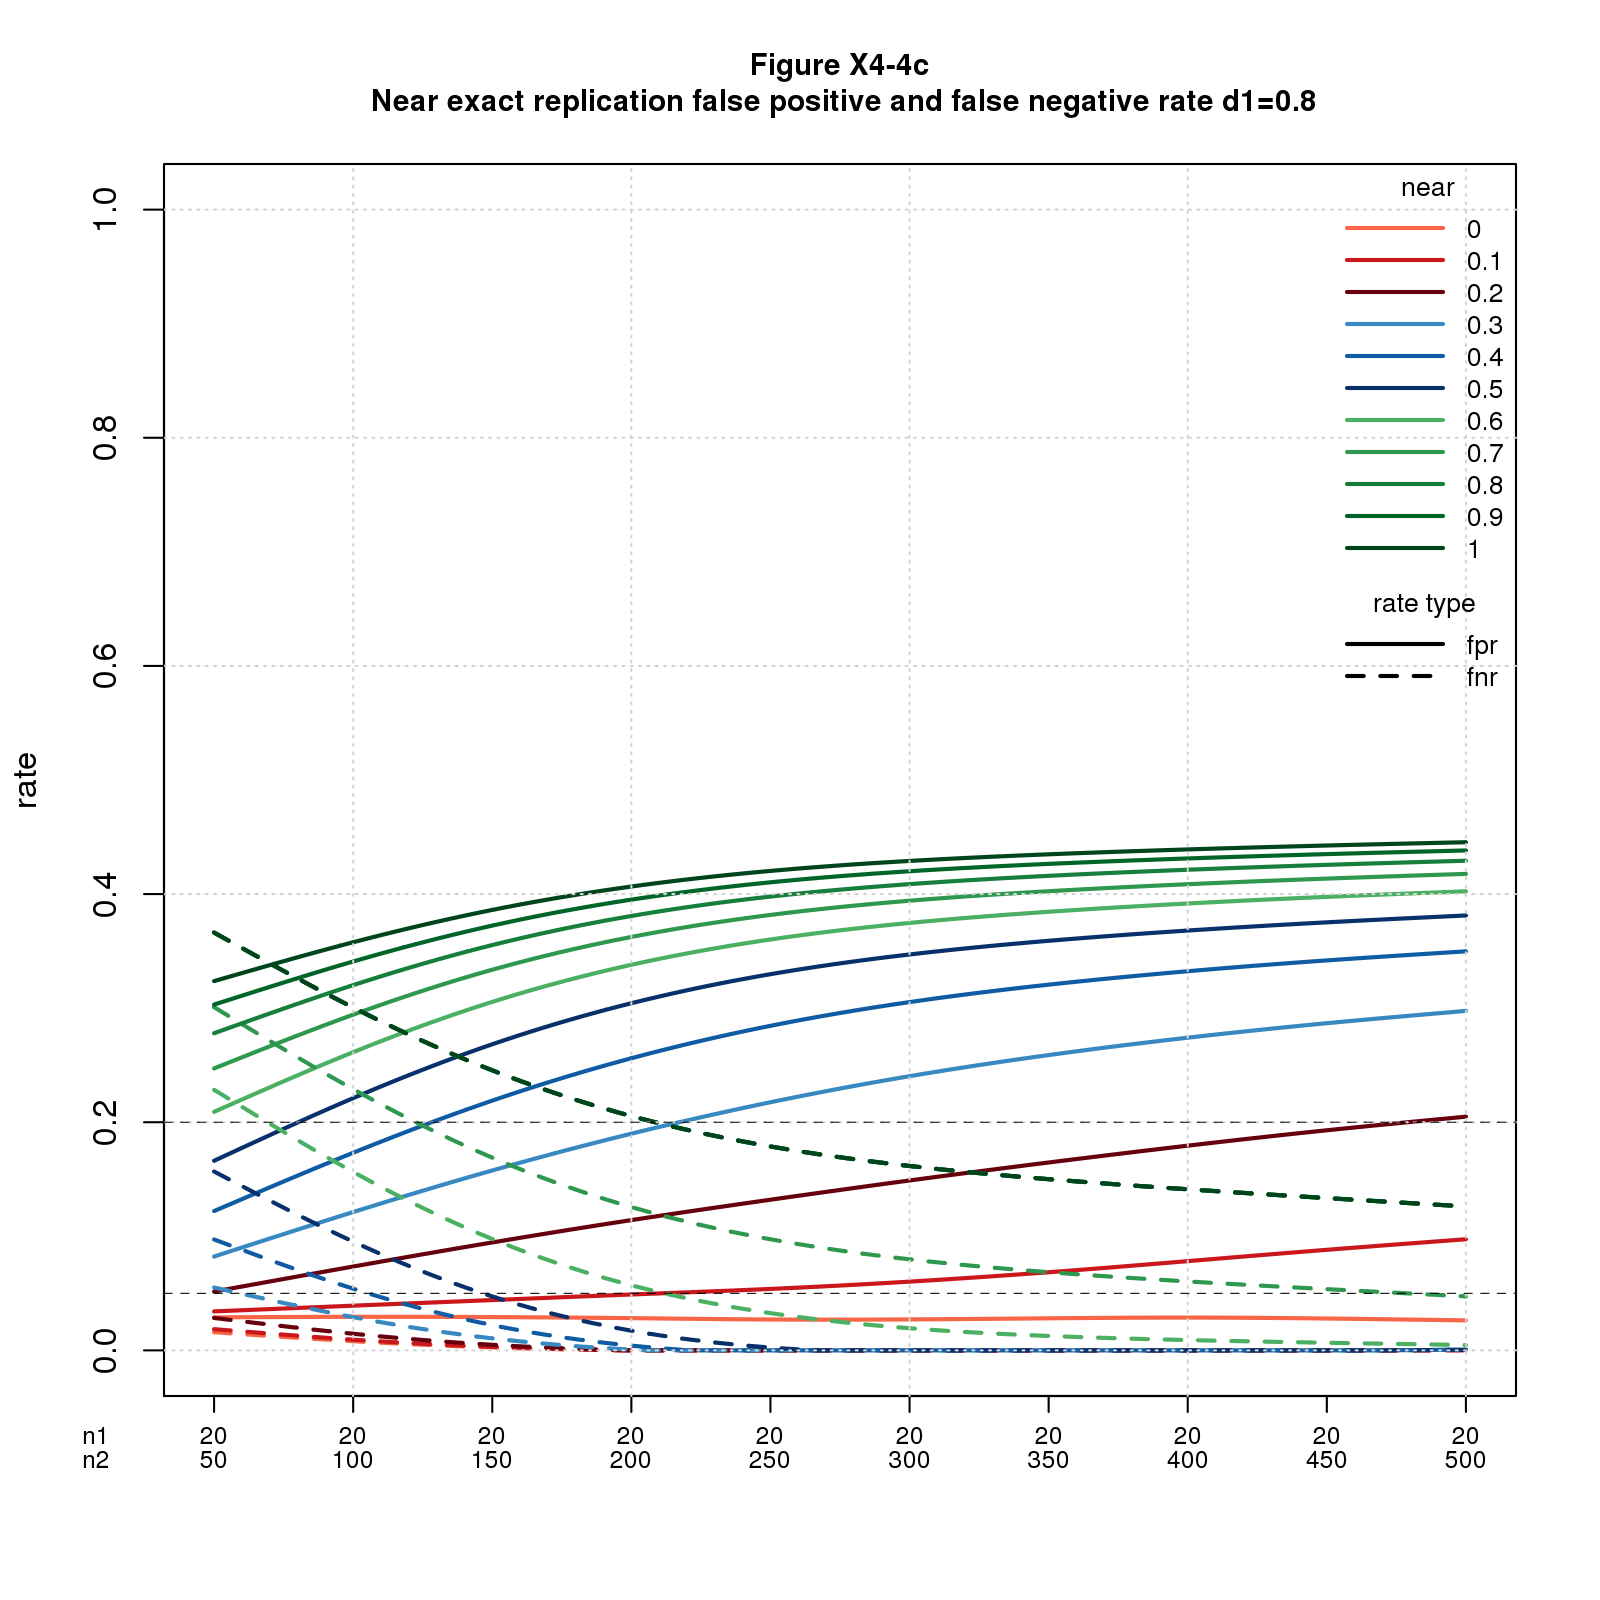 Figure X4-4c
Near exact replication false positive and false negative rate d1=0.8
near
0
0.1
0.2
0.3
0.4
0.5
0.6
0.7
0.8
0.9
1
rate type
fpr
fnr
rate
1.0
0.8
0.6
0.4
0.2
0.0
n1 20 20 20 20 20 20 20 20 20 20
n2 50 100 150 200 250 300 350 400 450 500